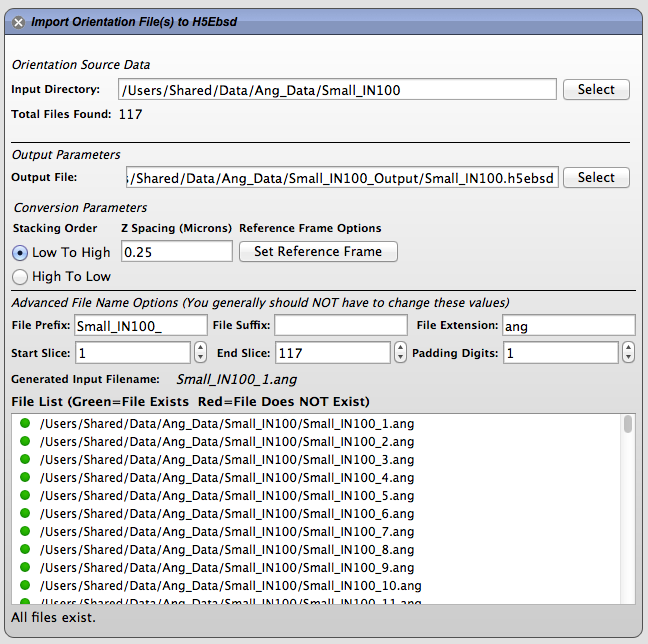 Import Orientation File(s) to H5Ebsd
Orientation Source Data
Input Directory: /Users/Shared/Data/Ang_Data/Small_IN100 Select
Total Files Found: 117
Output Parameters
Output File: s/Shared/Data/Ang_Data/Small_IN100_Output/Small_IN100.h5ebsd Select
Conversion Parameters
Stacking Order Z Spacing (Microns) Reference Frame Options
Low To High 0.25 Set Reference Frame
High To Low
Advanced File Name Options (You generally should NOT have to change these values)
File Prefix: Small_IN100_ File Suffix: File Extension: ang
Start Slice: 1 End Slice: 117 Padding Digits: 1
Generated Input Filename: Small_IN100_1.ang
File List (Green=File Exists Red=File Does NOT Exist)
/Users/Shared/Data/Ang_Data/Small_IN100/Small_IN100_1.ang
/Users/Shared/Data/Ang_Data/Small_IN100/Small_IN100_2.ang
/Users/Shared/Data/Ang_Data/Small_IN100/Small_IN100_3.ang
/Users/Shared/Data/Ang_Data/Small_IN100/Small_IN100_4.ang
/Users/Shared/Data/Ang_Data/Small_IN100/Small_IN100_5.ang
/Users/Shared/Data/Ang_Data/Small_IN100/Small_IN100_6.ang
/Users/Shared/Data/Ang_Data/Small_IN100/Small_IN100_7.ang
/Users/Shared/Data/Ang_Data/Small_IN100/Small_IN100_8.ang
/Users/Shared/Data/Ang_Data/Small_IN100/Small_IN100_9.ang
/Users/Shared/Data/Ang_Data/Small_IN100/Small_IN100_10.ang
/Users/Shared/Data/Ang_Data/Small_IN100/Small_IN100_11.ang
All files exist.